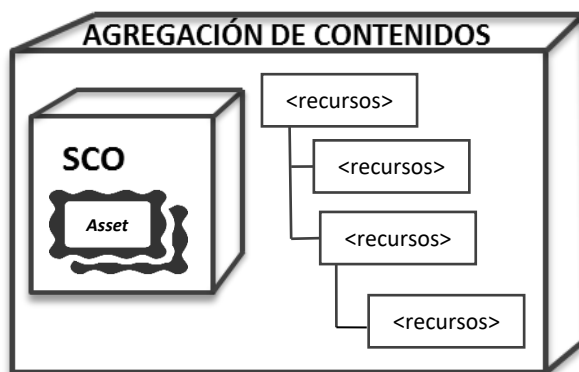 AGREGACIÓN DE CONTENIDOS
SCO
Asset
<recursos>
<recursos>
<recursos>
<recursos>